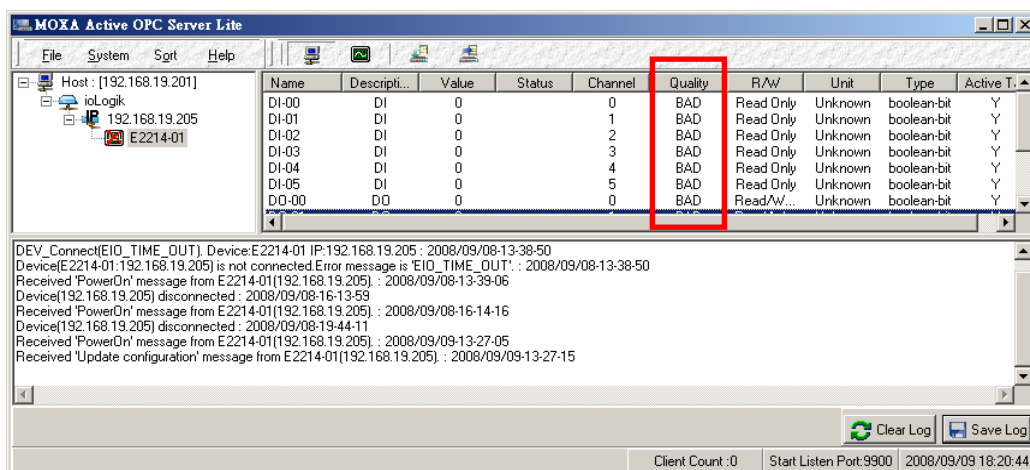 MOXA Active OPC Server Lite
File System Sort Help
Host : [192.168.19.201]
ioLogik
192.168.19.205
E2214-01
Name Descripti... Value Status Channel Quality R/W Unit Type Active T
DI-00 DI 0 0 BAD Read Only Unknown boolean-bit Y
DI-01 DI 0 1 BAD Read Only Unknown boolean-bit Y
DI-02 DI 0 2 BAD Read Only Unknown boolean-bit Y
DI-03 DI 0 3 BAD Read Only Unknown boolean-bit Y
DI-04 DI 0 4 BAD Read Only Unknown boolean-bit Y
DI-05 DI 0 5 BAD Read Only Unknown boolean-bit Y
DO-00 DO 0 0 BAD Read/W... Unknown boolean-bit Y
DEV_Connect(EIO_TIME_OUT). Device:E2214-01 IP:192.168.19.205 : 2008/09/08-13-38-50
Device(E2214-01:192.168.19.205) is not connected.Error message is 'EIO_TIME_OUT'. : 2008/09/08-13-38-50
Received 'PowerOn' message from E2214-01(192.168.19.205). : 2008/09/08-13-39-06
Device(192.168.19.205) disconnected : 2008/09/08-16-13-59
Received 'PowerOn' message from E2214-01(192.168.19.205). : 2008/09/08-16-14-16
Device(192.168.19.205) disconnected : 2008/09/08-19-44-11
Received 'PowerOn' message from E2214-01(192.168.19.205). : 2008/09/09-13-27-05
Received 'Update configuration' message from E2214-01(192.168.19.205). : 2008/09/09-13-27-15
Clear Log Save Log
Client Count :0 Start Listen Port:9900 2008/09/09 18:20:44